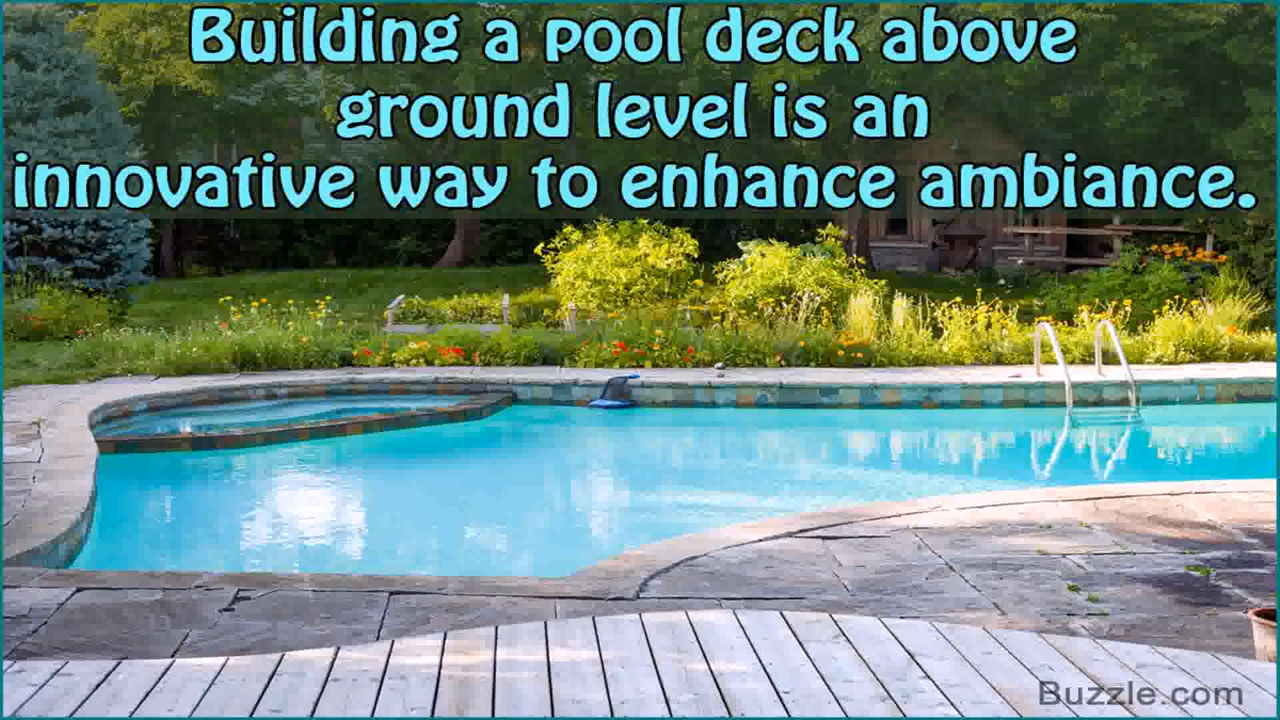 Building a pool deck above
ground level is an
innovative way to enhance ambiance.
Buzzle.com